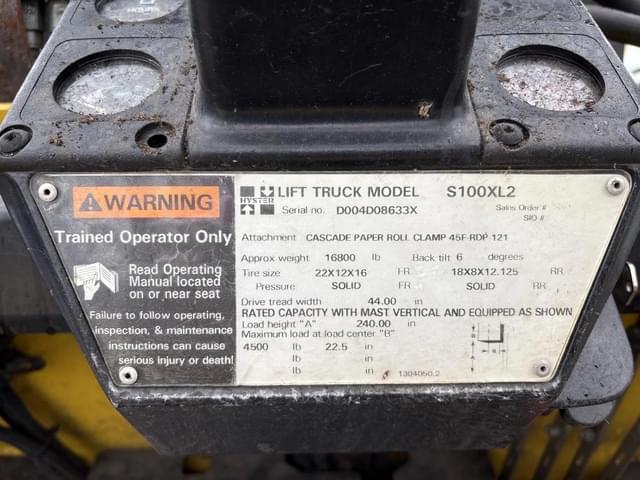 WARNING
Trained Operator Only
Read Operating
Manual located
on or near seat
Failure to follow operating,
inspection, & maintenance
instructions can cause
serious injury or death!
HYSTER
LIFT TRUCK MODEL S100XL2
Serial no. D004D08633X
Sales Order #
SIO #
Attachment CASCADE PAPER ROLL CLAMP 45F-RDP-121
Approx weight 16800 lb Back tilt 6 degrees
Tire size 22X12X16 FR 18X8X12.125 RR
Pressure SOLID FR SOLID RR
Drive tread width 44.00 in
RATED CAPACITY WITH MAST VERTICAL AND EQUIPPED AS SHOWN
Load height "A" 240.00 in
Maximum load at load center "B"
4500 lb 22.5 in
lb in
lb in
1304050.2